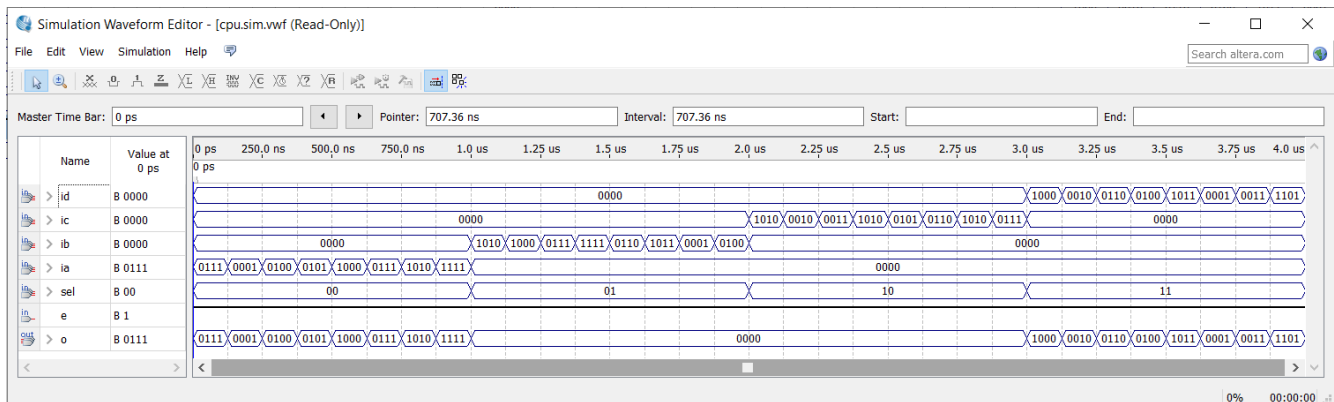 Simulation Waveform Editor - [cpu.sim.vwf (Read-Only)]
File Edit View Simulation Help
Search altera.com
Master Time Bar: 0 ps Pointer: 707.36 ns Interval: 707.36 ns Start: End:
Name Value at 0 ps
0 ps 250.0 ns 500.0 ns 750.0 ns 1.0 us 1.25 us 1.5 us 1.75 us 2.0 us 2.25 us 2.5 us 2.75 us 3.0 us 3.25 us 3.5 us 3.75 us 4.0 us
0 ps
id B 0000 0000 1000 0010 0110 0100 1011 0001 0011 1101
ic B 0000 0000 1010 0010 0011 1010 0101 0110 1010 0111 0000
ib B 0000 0000 1010 1000 0111 1111 0110 1011 0001 0100 0000
ia B 0111 0111 0001 0100 0101 1000 0111 1010 1111 0000
sel B 00 00 01 10 11
e B 1
o B 0111 0111 0001 0100 0101 1000 0111 1010 1111 0000 1000 0010 0110 0100 1011 0001 0011 1101
0% 00:00:00